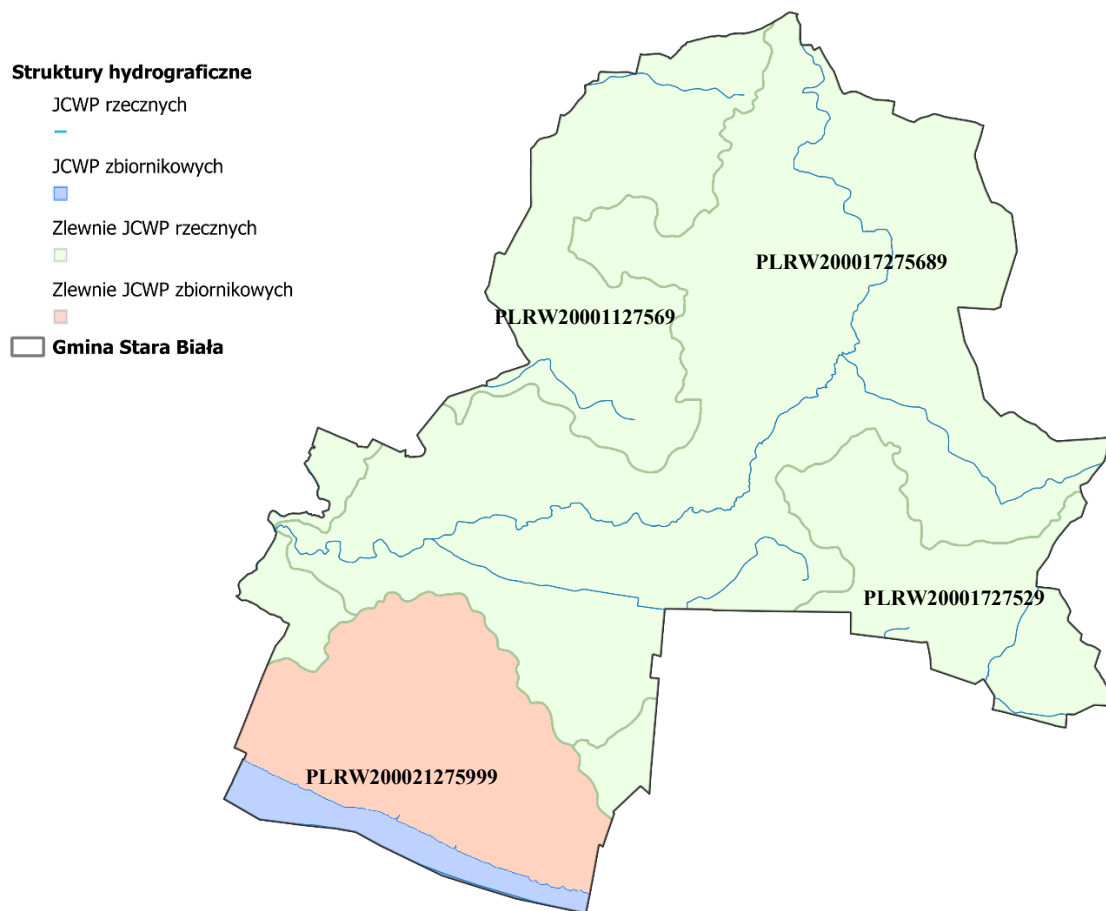 Struktury hydrograficzne
JCWP rzecznych
JCWP zbiornikowych
Zlewnie JCWP rzecznych
Zlewnie JCWP zbiornikowych
Gmina Stara Biała
PLRW200017275689
PLRW20001127569
PLRW20001727529
PLRW200021275999